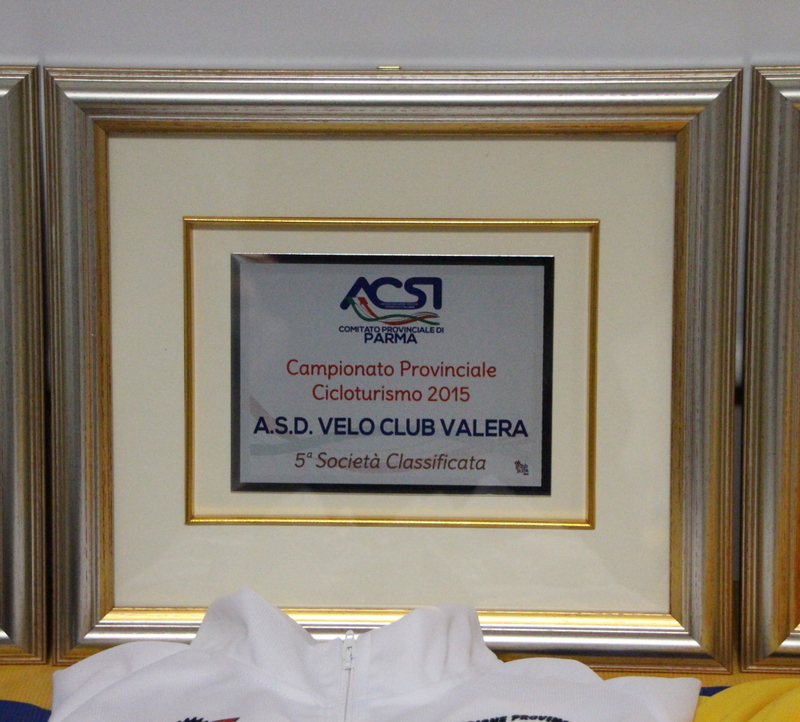 ACSI
COMITATO PROVINCIALE DI
PARMA
Campionato Provinciale
Cicloturismo 2015
A.S.D. VELO CLUB VALERA
5ª Società Classificata